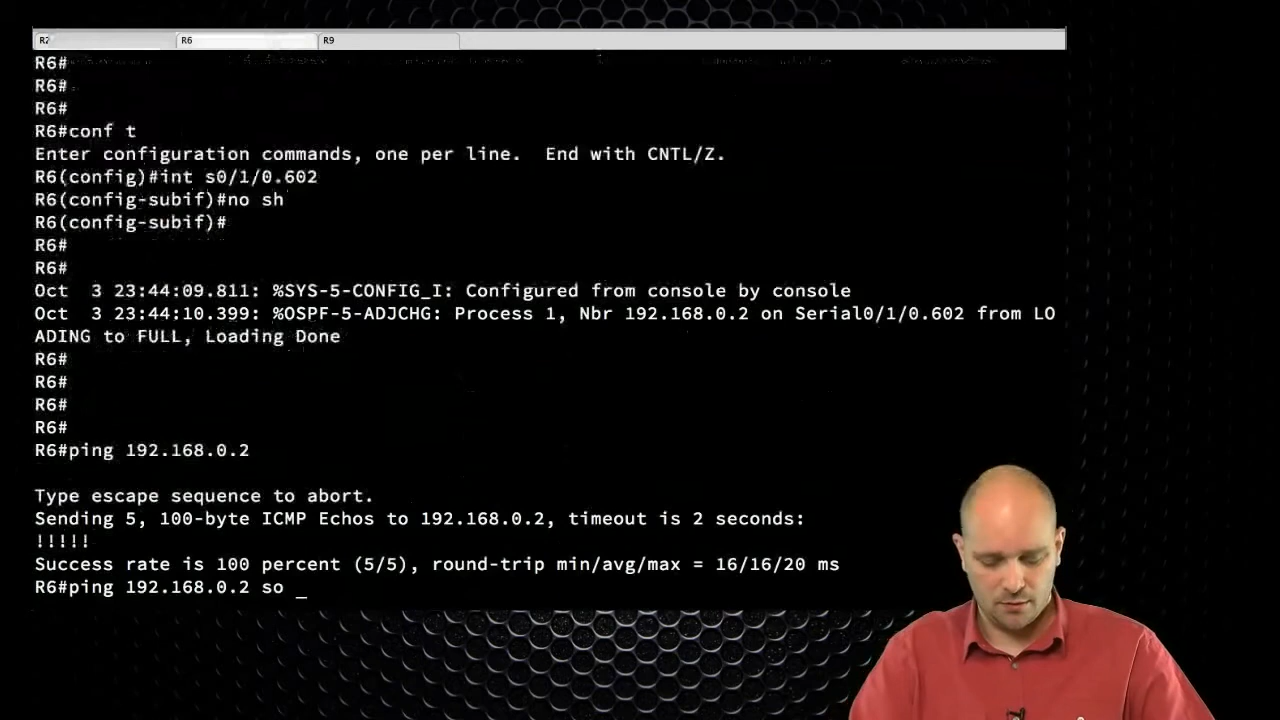 R2
R6
R9
R6#
R6#
R6#
R6#conf t
Enter configuration commands, one per line.  End with CNTL/Z.
R6(config)#int s0/1/0.602
R6(config-subif)#no sh
R6(config-subif)#
R6#
R6#
Oct  3 23:44:09.811: %SYS-5-CONFIG_I: Configured from console by console
Oct  3 23:44:10.399: %OSPF-5-ADJCHG: Process 1, Nbr 192.168.0.2 on Serial0/1/0.602 from LO
ADING to FULL, Loading Done
R6#
R6#
R6#
R6#
R6#ping 192.168.0.2
Type escape sequence to abort.
Sending 5, 100-byte ICMP Echos to 192.168.0.2, timeout is 2 seconds:
!!!!!
Success rate is 100 percent (5/5), round-trip min/avg/max = 16/16/20 ms
R6#ping 192.168.0.2 so _